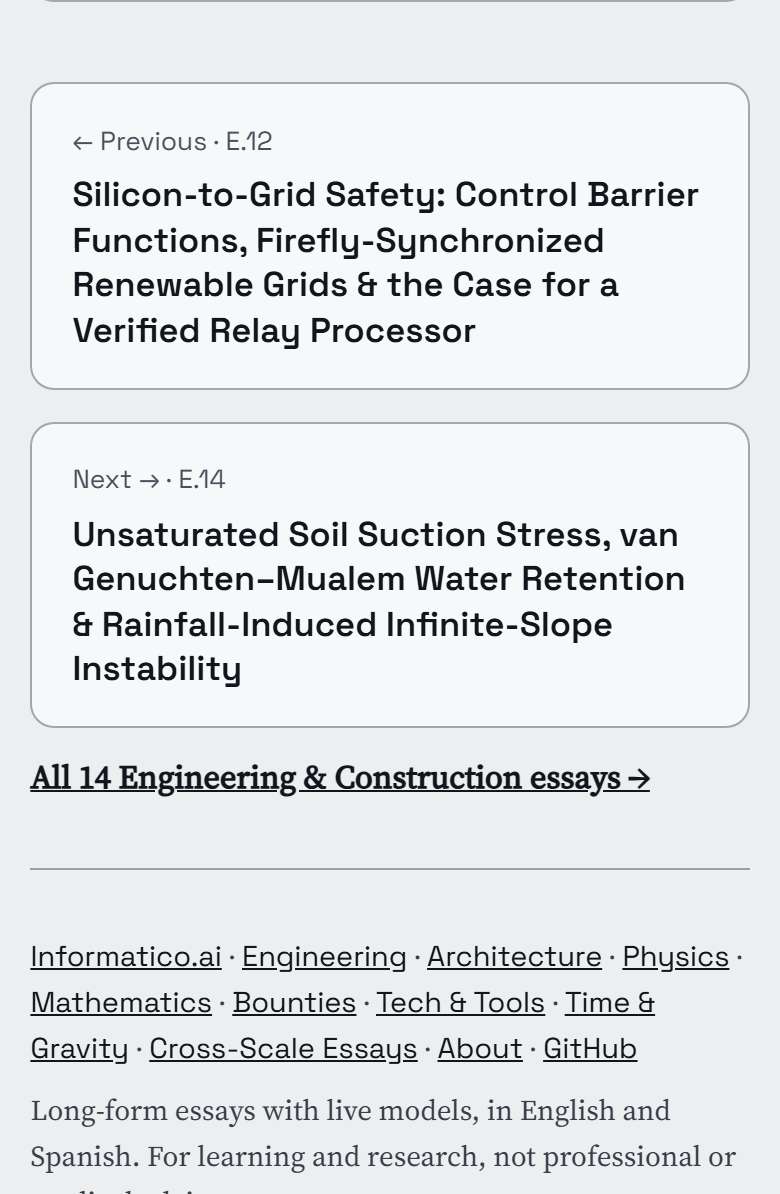 ← Previous · E.12
Silicon-to-Grid Safety: Control Barrier
Functions, Firefly-Synchronized
Renewable Grids & the Case for a
Verified Relay Processor
Next → · E.14
Unsaturated Soil Suction Stress, van
Genuchten–Mualem Water Retention
& Rainfall-Induced Infinite-Slope
Instability
All 14 Engineering & Construction essays →
Informatico.ai · Engineering · Architecture · Physics ·
Mathematics · Bounties · Tech & Tools · Time &
Gravity · Cross-Scale Essays · About · GitHub
Long-form essays with live models, in English and
Spanish. For learning and research, not professional or